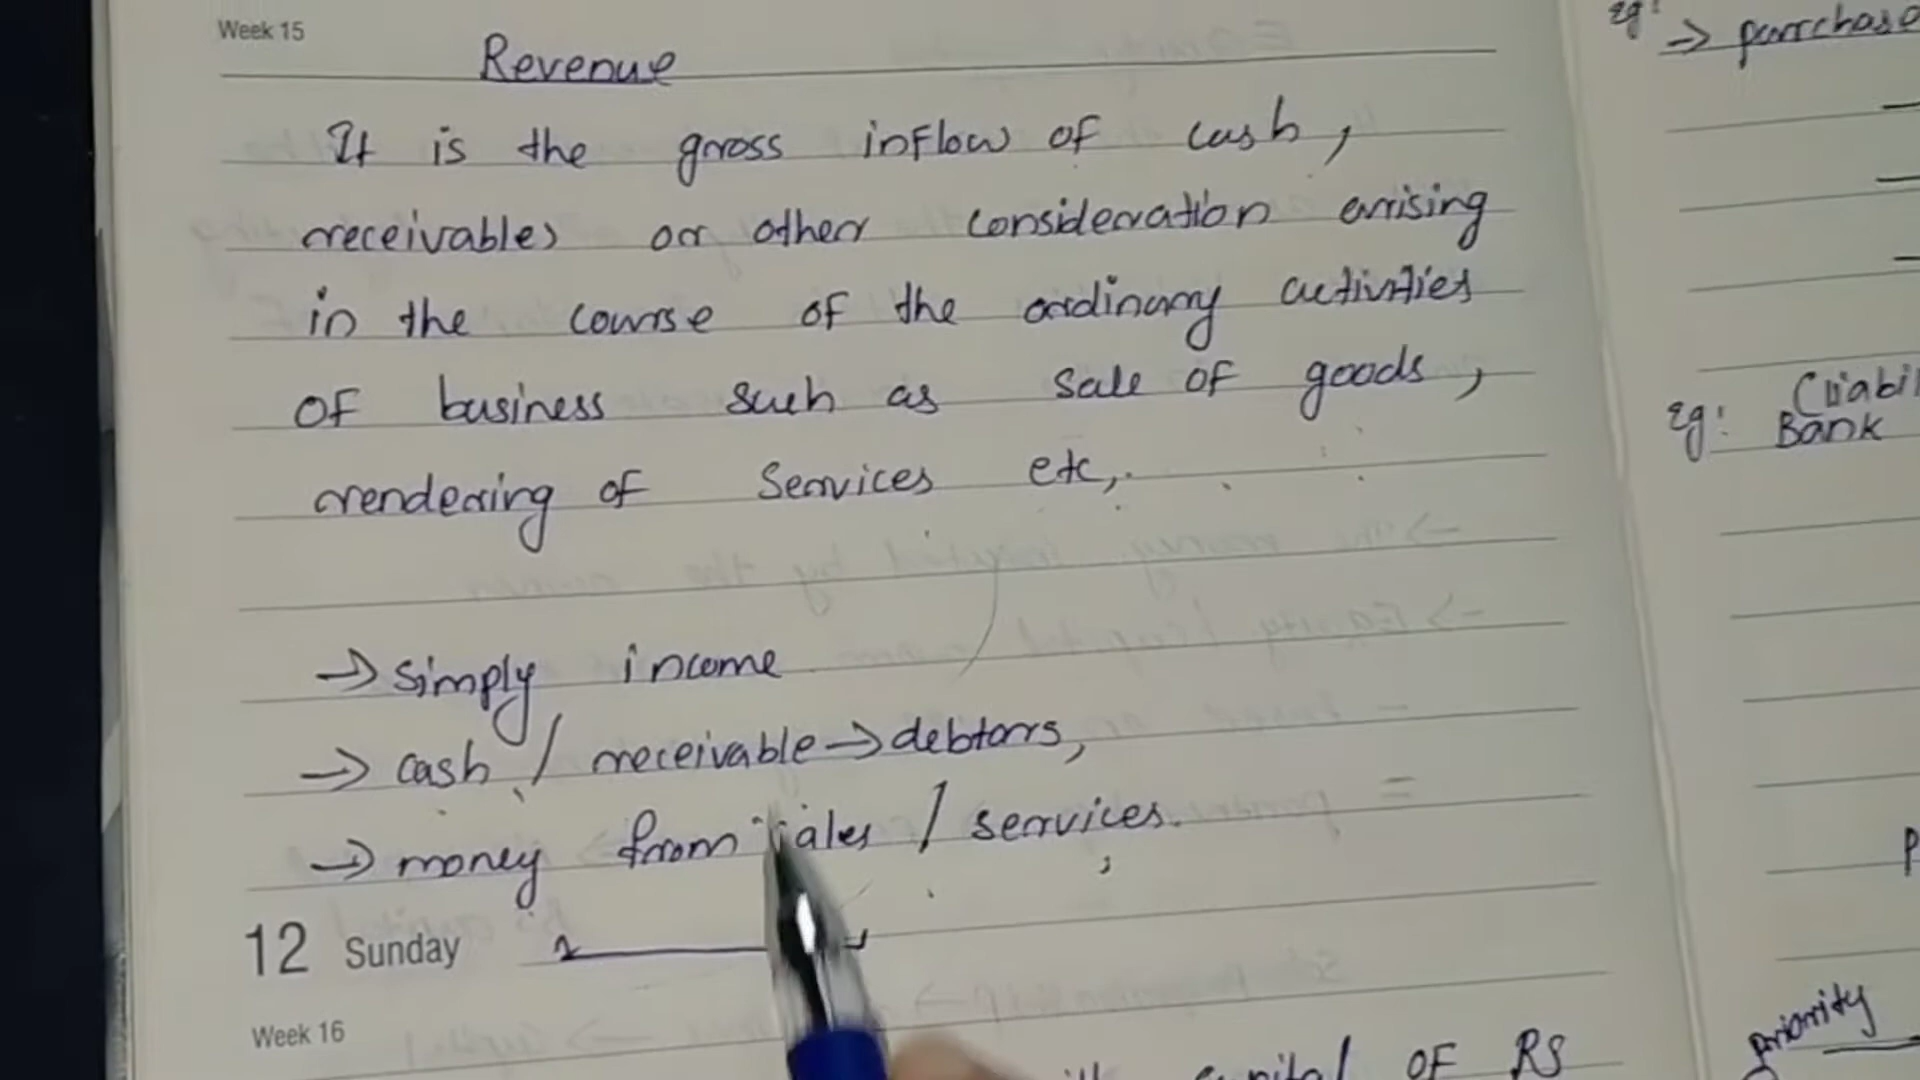 Week 15
Revenue
It is the gross inflow of cash,
receivables or other consideration arising
in the course of the ordinary activities
of business such as sale of goods,
rendering of services etc,.
→ simply income
→ cash / receivable → debtors,
→ money from sales / services.
12 Sunday
Week 16
capital OF RS
eg:
→ purchase
(liabil
eg: Bank
priority